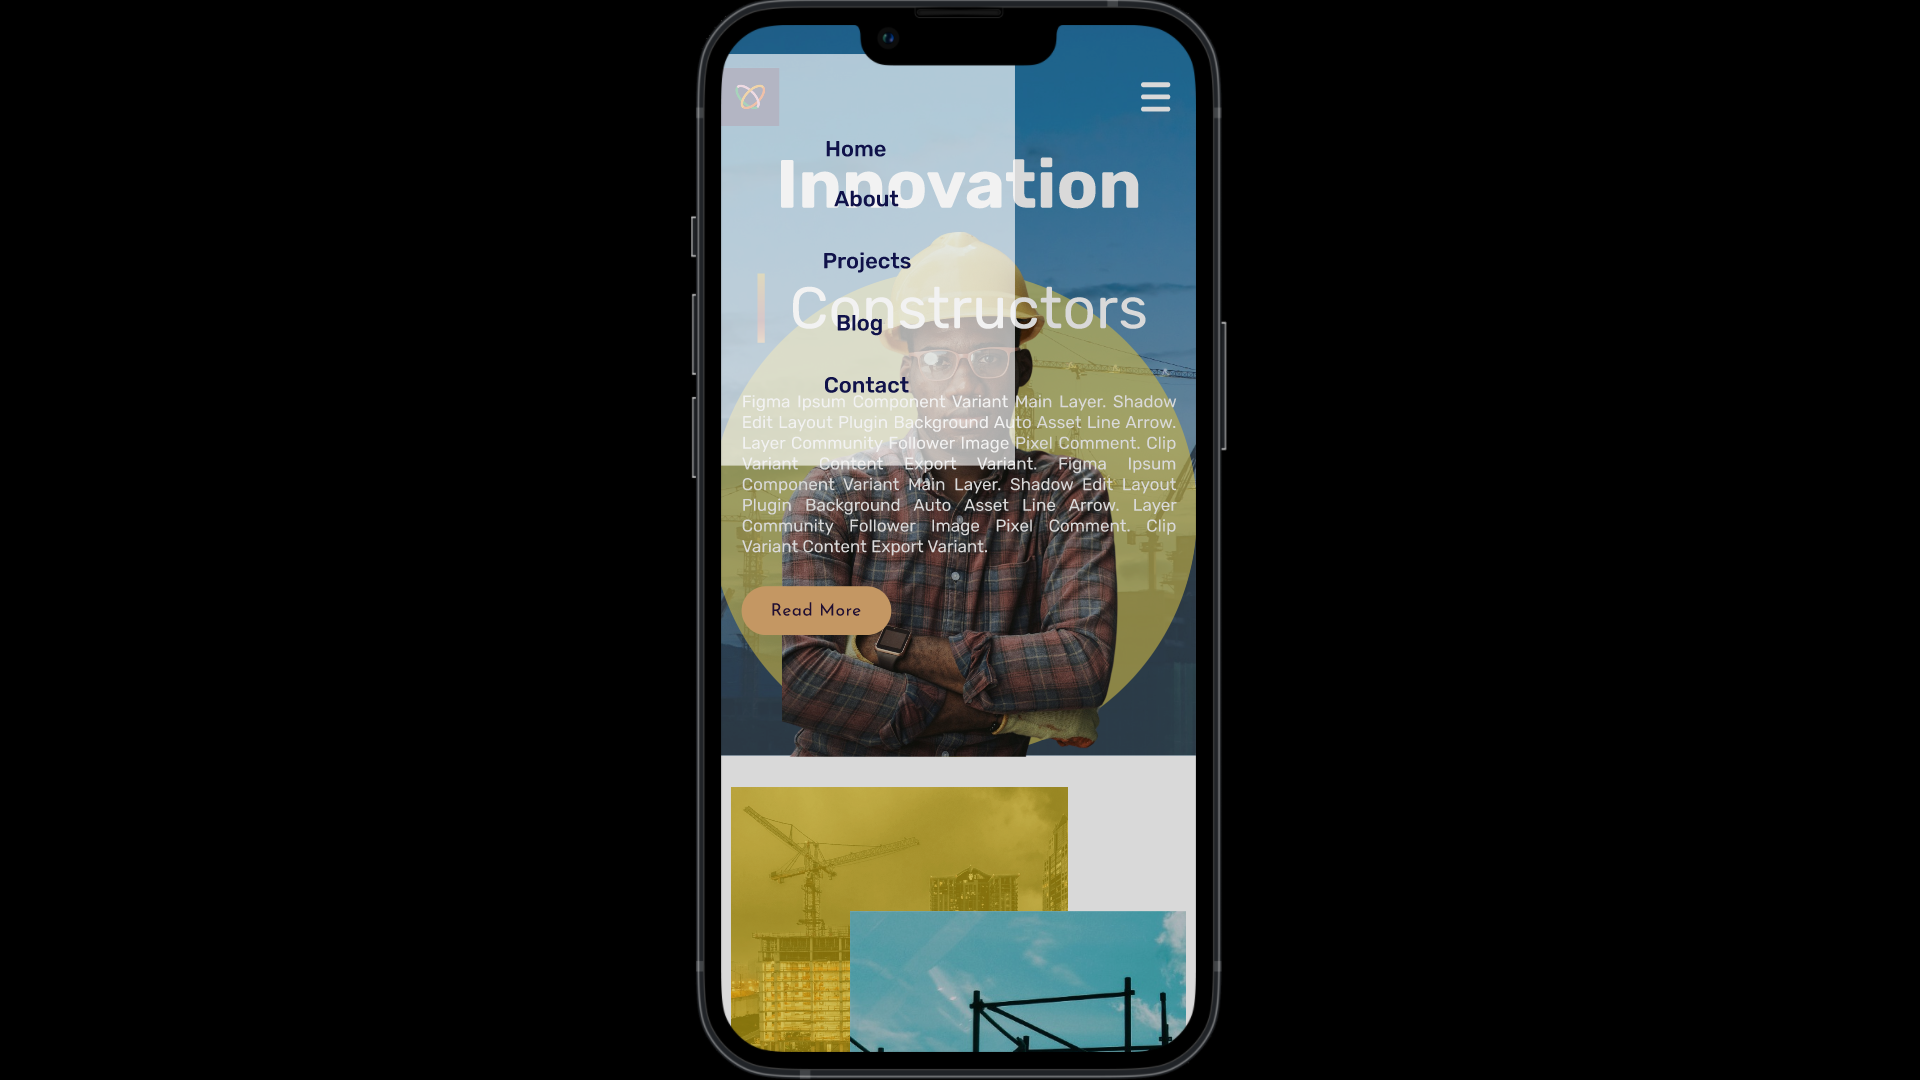 Home
Innovation
About
Projects
Constructors
Blog
Contact
Figma Ipsum Component Variant Main Layer. Shadow
Edit Layout Plugin Background Auto Asset Line Arrow.
Layer Community Follower Image Pixel Comment. Clip
Variant Content Export Variant. Figma Ipsum
Component Variant Main Layer. Shadow Edit Layout
Plugin Background Auto Asset Line Arrow. Layer
Community Follower Image Pixel Comment. Clip
Variant Content Export Variant.
Read More